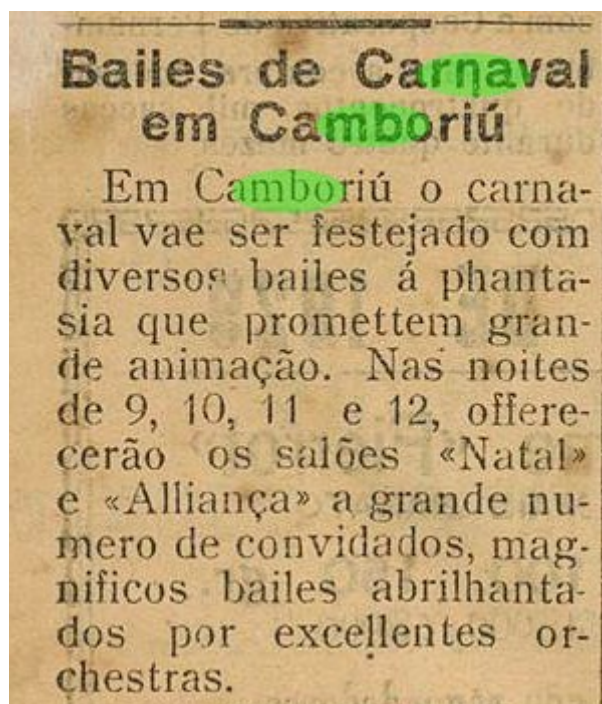 Bailes de Carnaval
em Camboriú
Em Camboriú o carna-
val vae ser festejado com
diversos bailes á phanta-
sia que promettem gran-
de animação. Nas noites
de 9, 10, 11 e 12, offere-
cerão os salões «Natal»
e «Alliança» a grande nu-
mero de convidados, mag-
nificos bailes abrilhanta-
dos por excellentes or-
chestras.